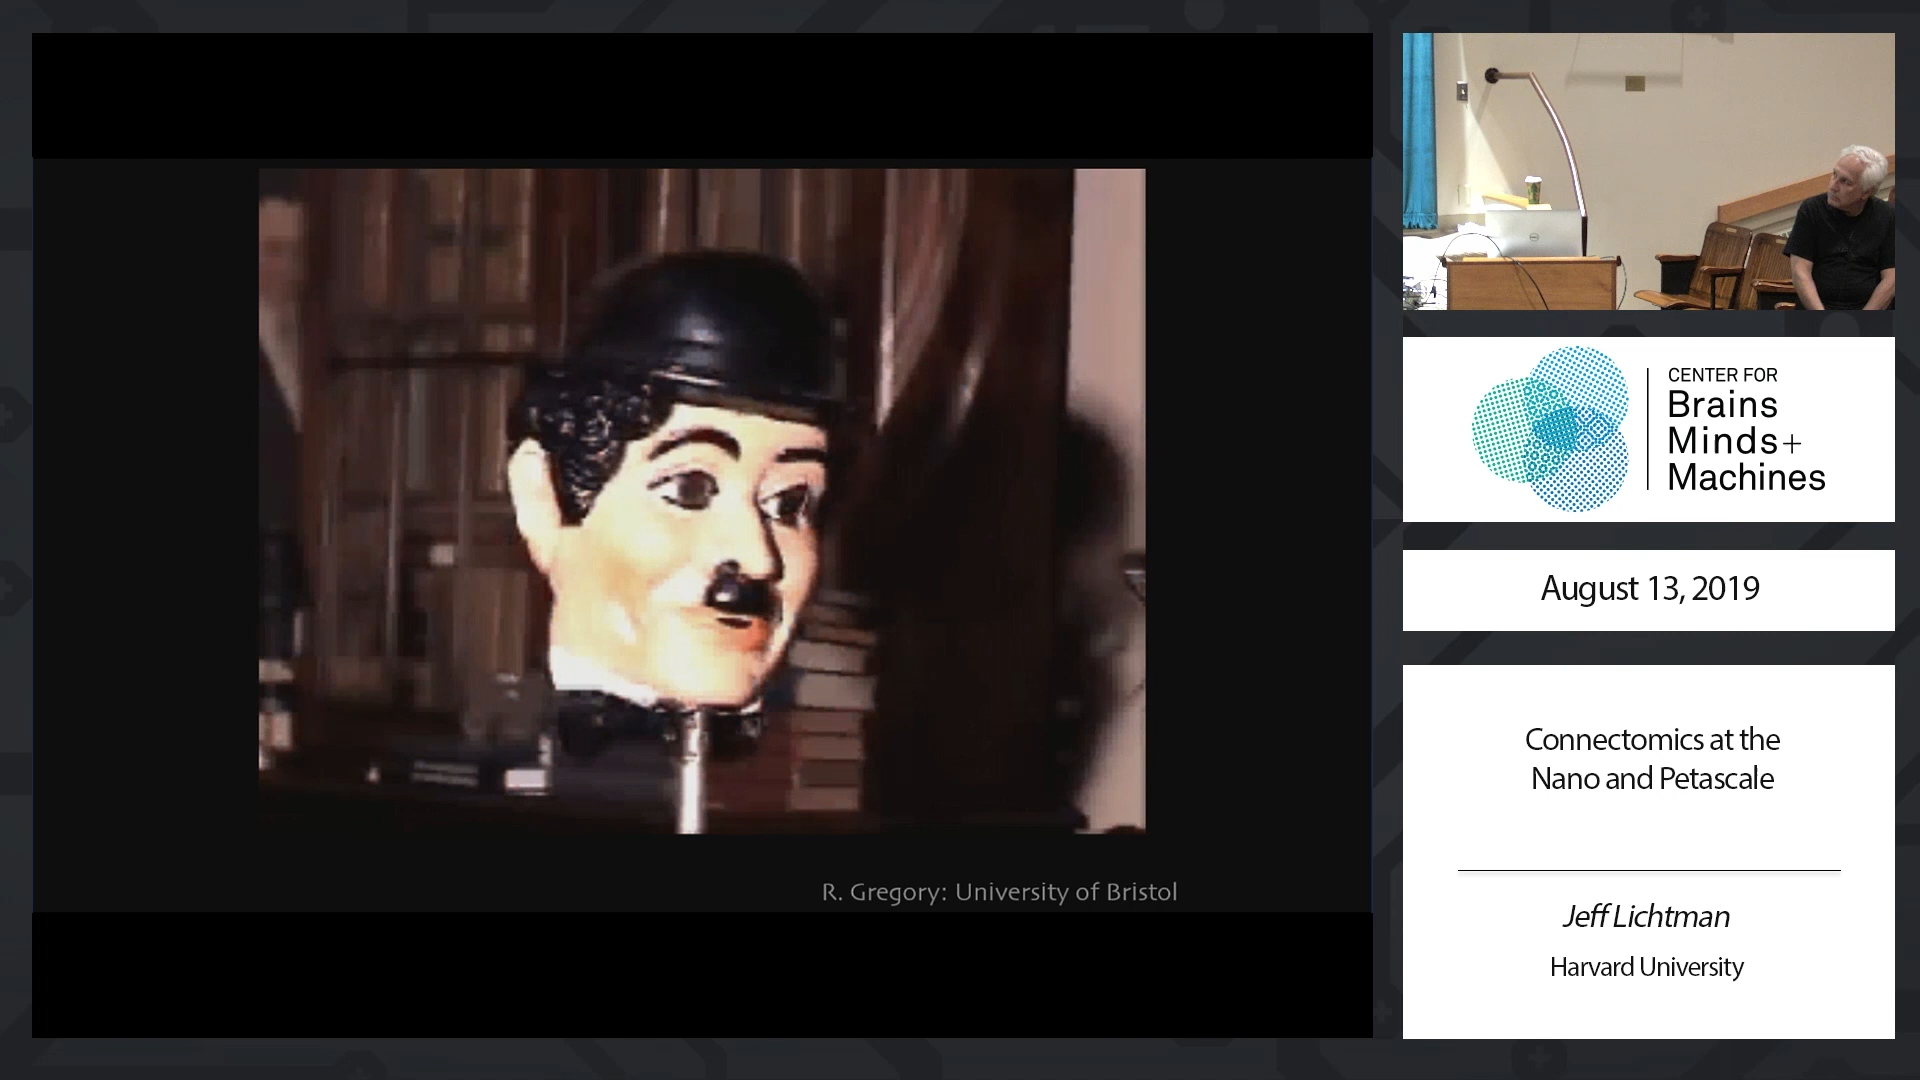 R. Gregory: University of Bristol
CENTER FOR
Brains
Minds+
Machines
August 13, 2019
Connectomics at the
Nano and Petascale
Jeff Lichtman
Harvard University